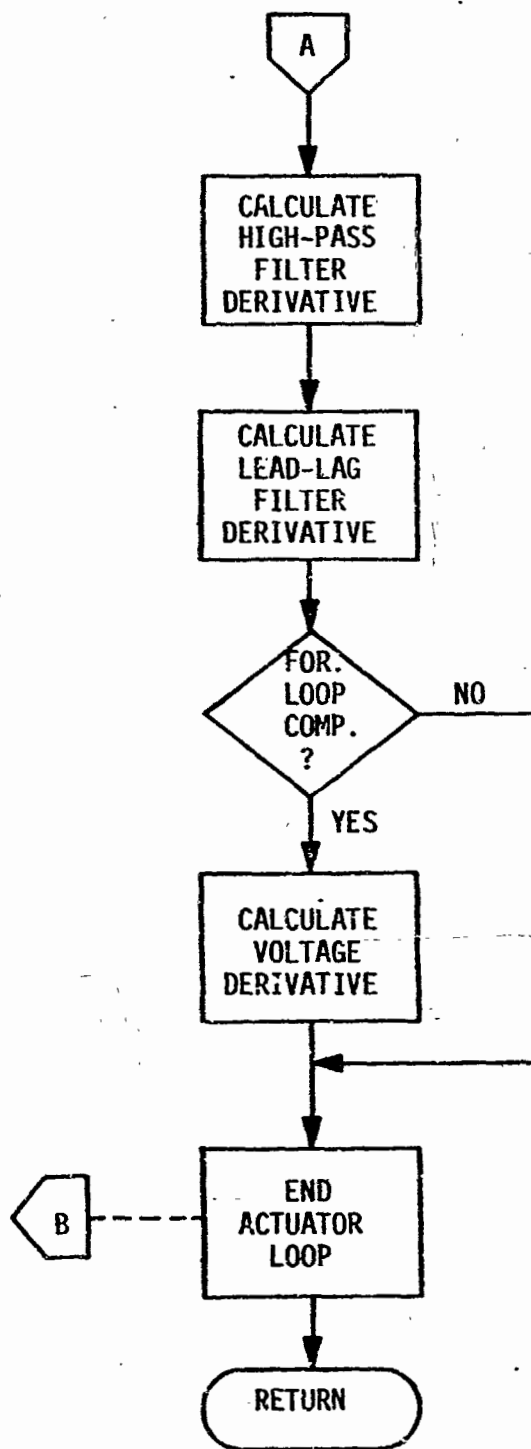 A
CALCULATE
HIGH-PASS
FILTER
DERIVATIVE
CALCULATE
LEAD-LAG
FILTER
DERIVATIVE
FOR.
LOOP
COMP.
?
NO
YES
CALCULATE
VOLTAGE
DERIVATIVE
END
ACTUATOR
LOOP
B
RETURN